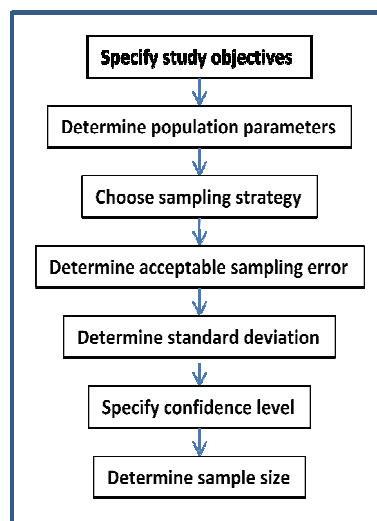 Specify study objectives
Determine population parameters
Choose sampling strategy
Determine acceptable sampling error
Determine standard deviation
Specify confidence level
Determine sample size